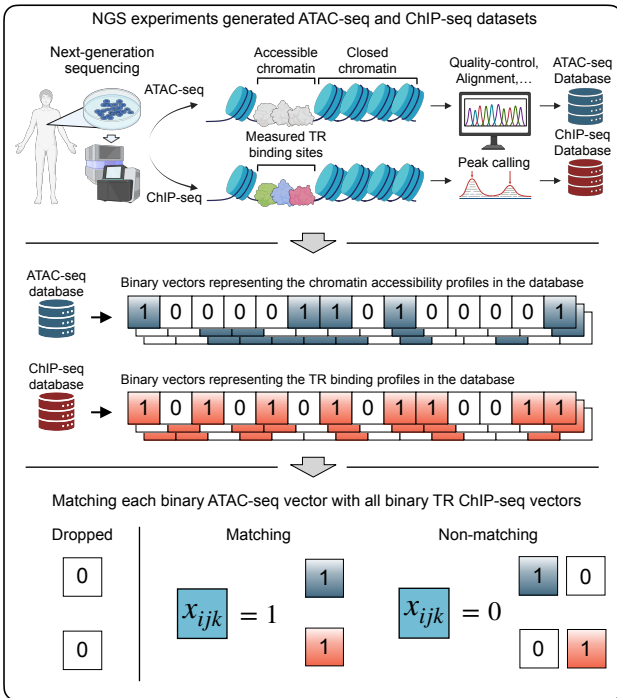 NGS experiments generated ATAC-seq and ChIP-seq datasets
Next-generation
sequencing
ATAC-seq
ChIP-seq
Accessible
chromatin
Closed
chromatin
Measured TR
binding sites
Quality-control,
Alignment,...
Peak calling
ATAC-seq
Database
ChIP-seq
Database
ATAC-seq
database
Binary vectors representing the chromatin accessibility profiles in the database
1 0 0 0 0 1 1 0 1 0 0 0 0 1
ChIP-seq
database
Binary vectors representing the TR binding profiles in the database
1 0 1 0 1 0 1 0 1 1 0 0 1 1
Matching each binary ATAC-seq vector with all binary TR ChIP-seq vectors
Dropped
0
0
Matching
x_{ijk} = 1
1
1
Non-matching
x_{ijk} = 0
1 0
0 1